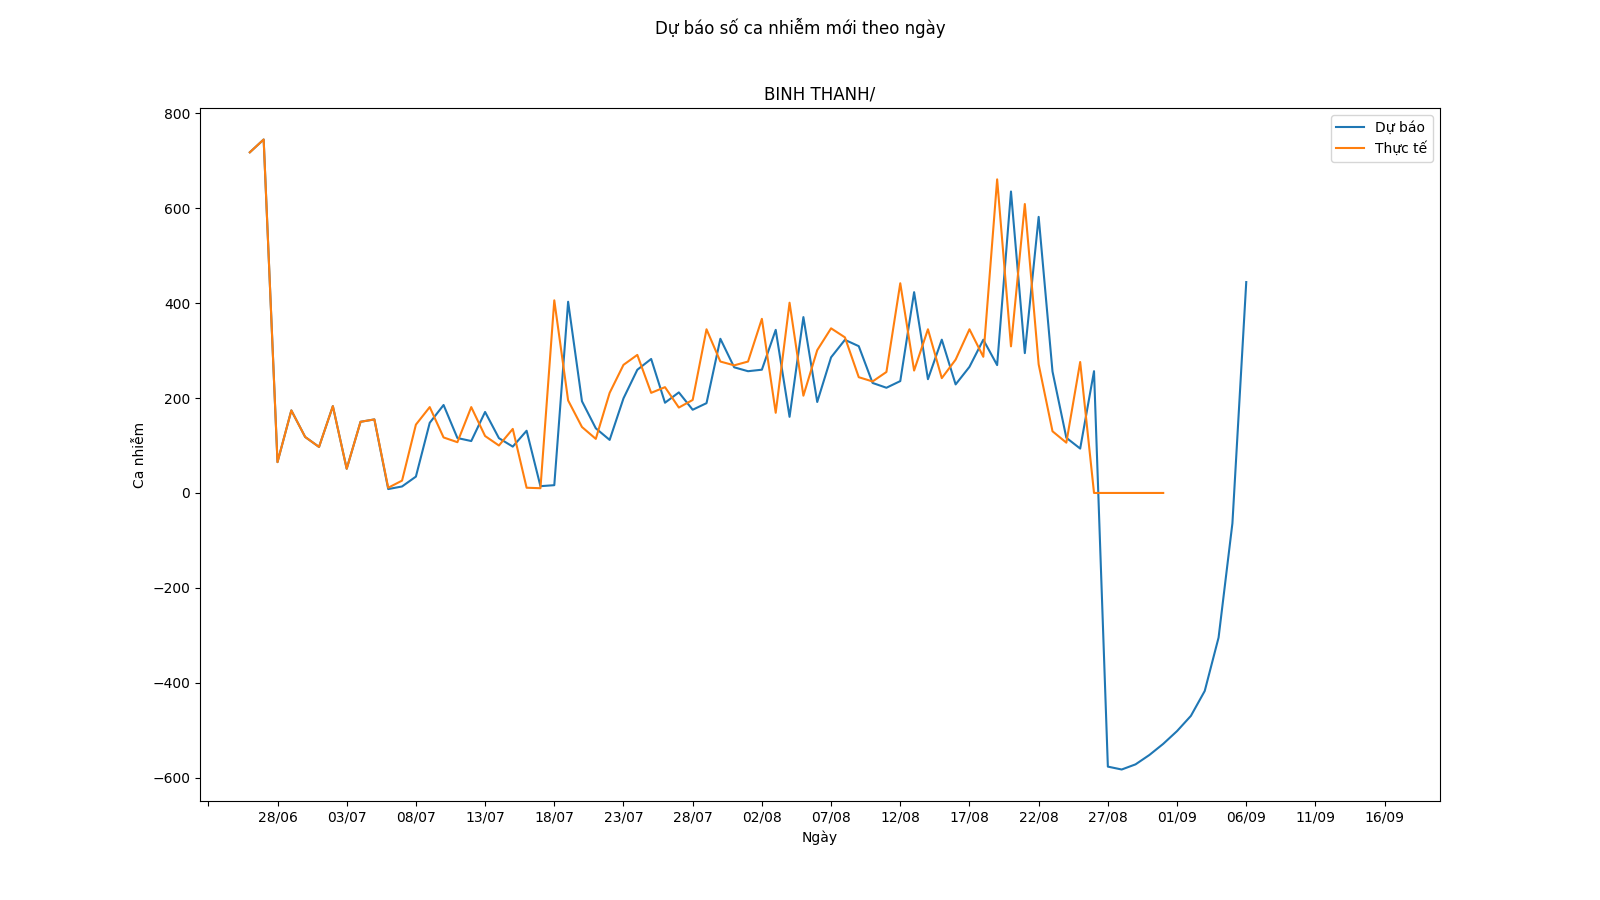 Dự báo số ca nhiễm mới theo ngày
BINH THANH/
Dự báo
Thực tế
800
600
400
200
0
−200
−400
−600
Ca nhiễm
28/06 03/07 08/07 13/07 18/07 23/07 28/07 02/08 07/08 12/08 17/08 22/08 27/08 01/09 06/09 11/09 16/09
Ngày